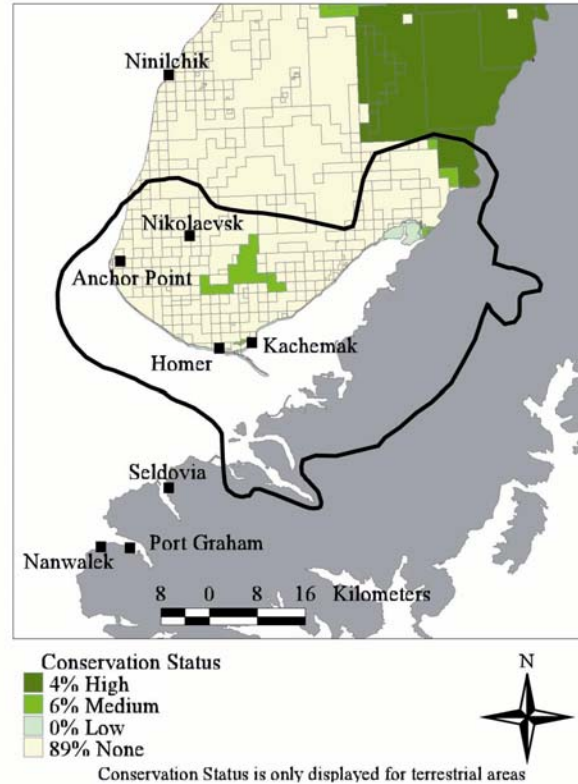 Ninilchik
Nikolaevsk
Anchor Point
Homer
Kachemak
Seldovia
Port Graham
Nanwalek
8 0 8 16 Kilometers
Conservation Status
4% High
6% Medium
0% Low
89% None
N
Conservation Status is only displayed for terrestrial areas